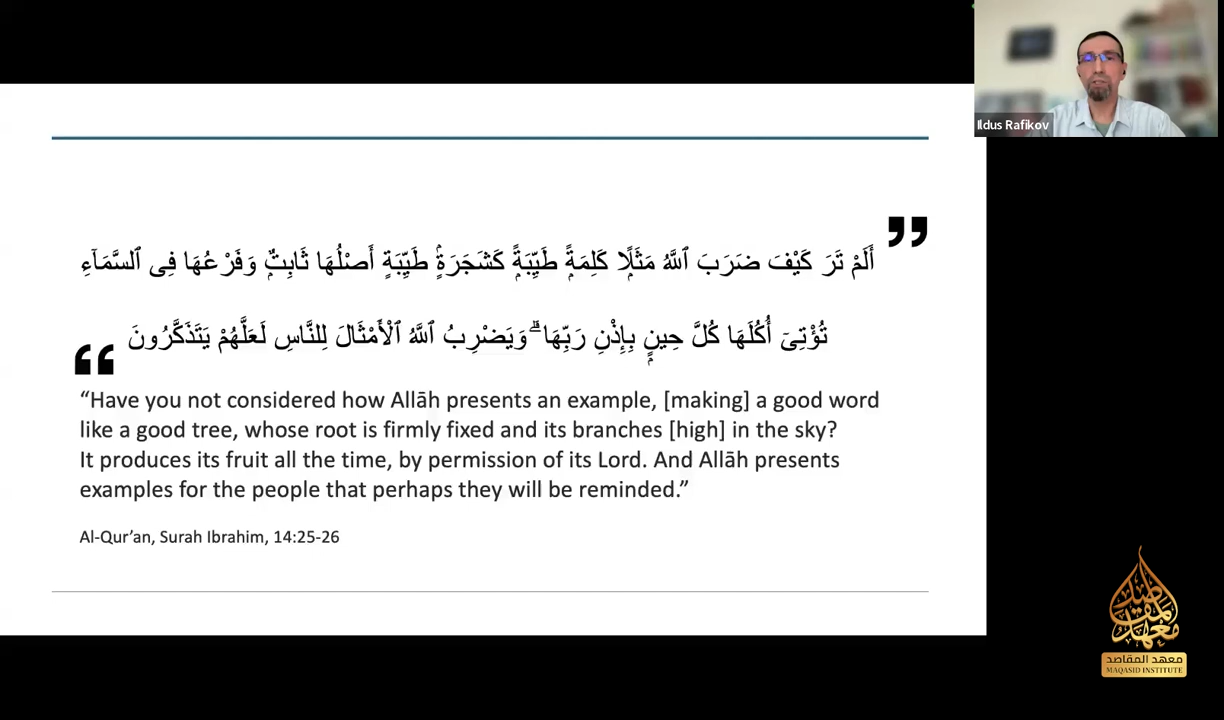 Ildus Rafikov
”
أَلَمْ تَرَ كَيْفَ ضَرَبَ ٱللَّهُ مَثَلًۭا كَلِمَةًۭ طَيِّبَةًۭ كَشَجَرَةٍۢ طَيِّبَةٍ أَصْلُهَا ثَابِتٌۭ وَفَرْعُهَا فِى ٱلسَّمَآءِ
تُؤْتِىٓ أُكُلَهَا كُلَّ حِينٍۭ بِإِذْنِ رَبِّهَا ۗ وَيَضْرِبُ ٱللَّهُ ٱلْأَمْثَالَ لِلنَّاسِ لَعَلَّهُمْ يَتَذَكَّرُونَ
“
“Have you not considered how Allāh presents an example, [making] a good word
like a good tree, whose root is firmly fixed and its branches [high] in the sky?
It produces its fruit all the time, by permission of its Lord. And Allāh presents
examples for the people that perhaps they will be reminded.”
Al-Qur’an, Surah Ibrahim, 14:25-26
معهد المقاصد
معهد المقاصد
MAQASID INSTITUTE